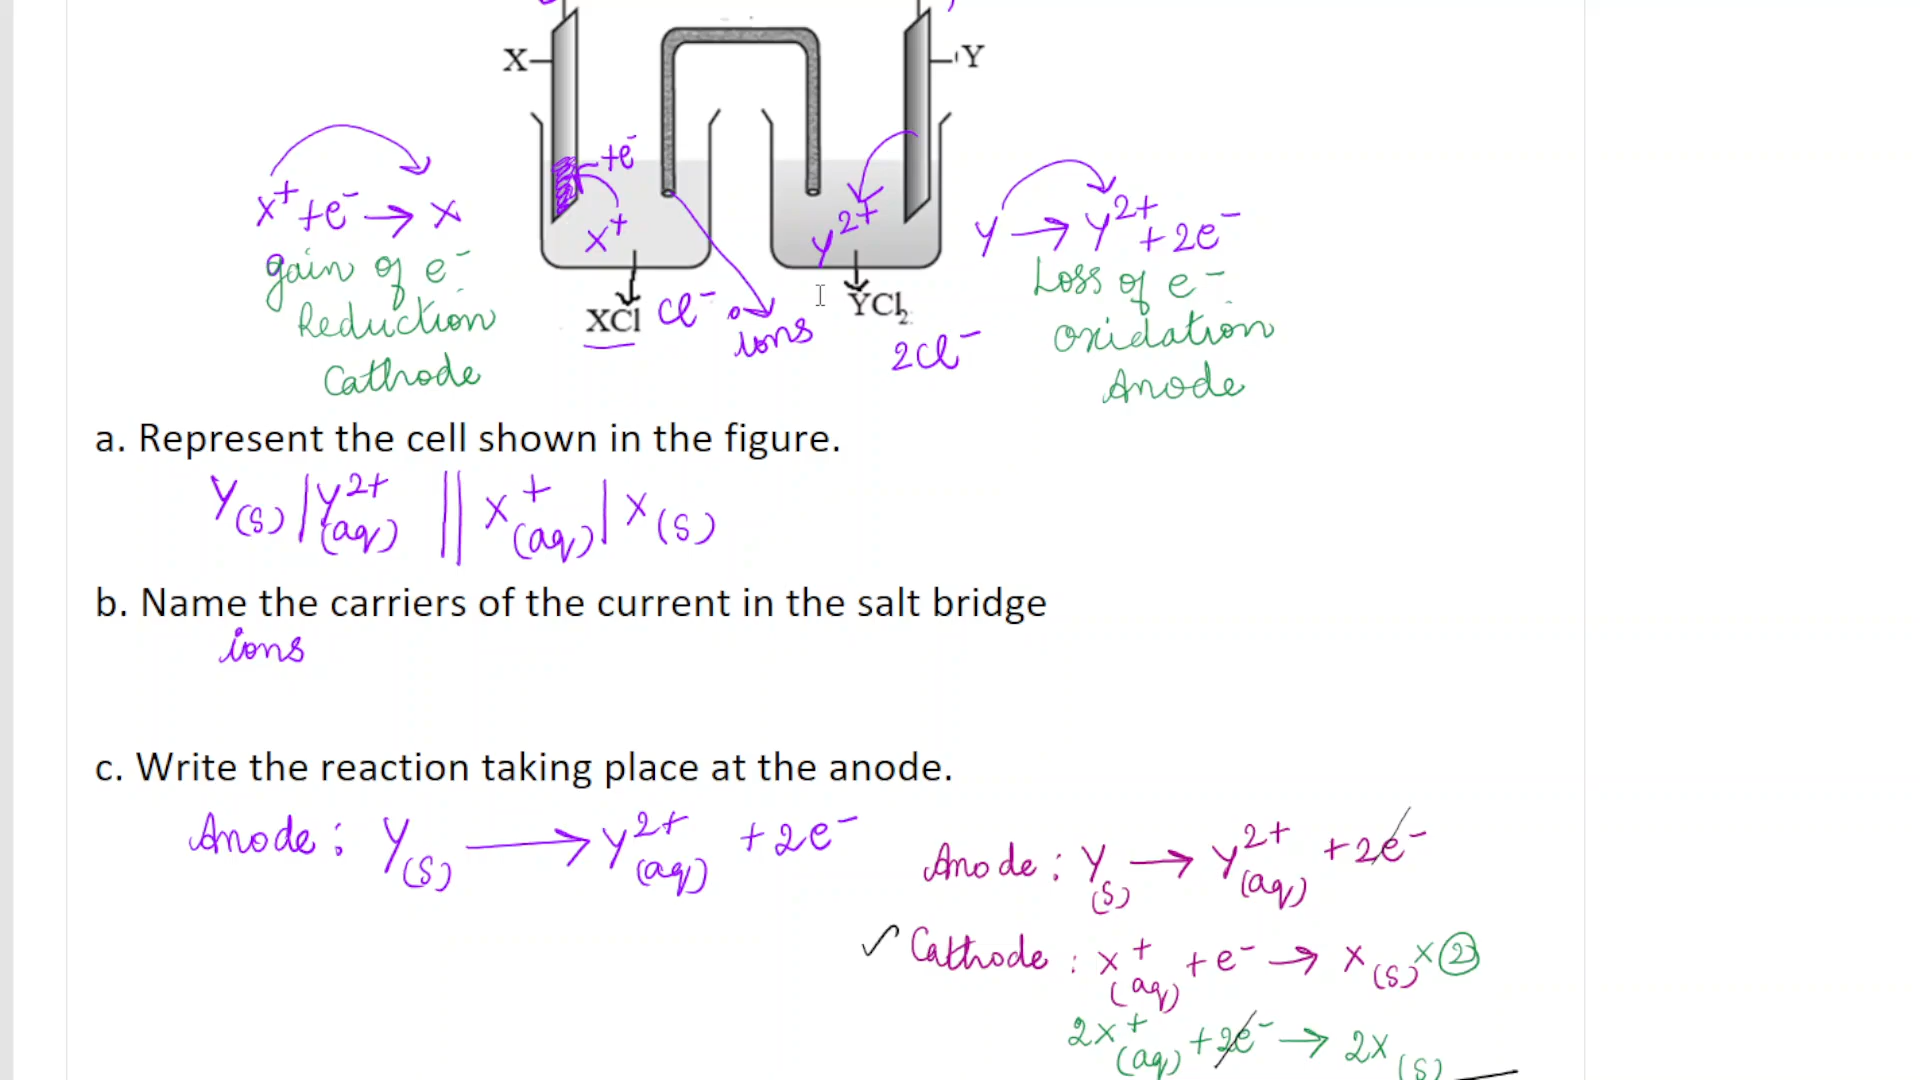 X
Y
+e⁻
x⁺ + e⁻ → x
x⁺
y²⁺
y → y²⁺ + 2e⁻
gain of e⁻
Loss of e⁻
Reduction
oxidation
Cathode
Anode
XCl Cl⁻
ions
YCl₂
2Cl⁻
a. Represent the cell shown in the figure.
Y(s) | Y²⁺(aq) || X⁺(aq) | X(s)
b. Name the carriers of the current in the salt bridge
ions
c. Write the reaction taking place at the anode.
Anode : Y(s) → Y²⁺(aq) + 2e⁻
Anode : Y(s) → Y²⁺(aq) + 2e⁻
✓ Cathode : X⁺(aq) + e⁻ → X(s) × 2
2X⁺(aq) + 2e⁻ → 2X(s)